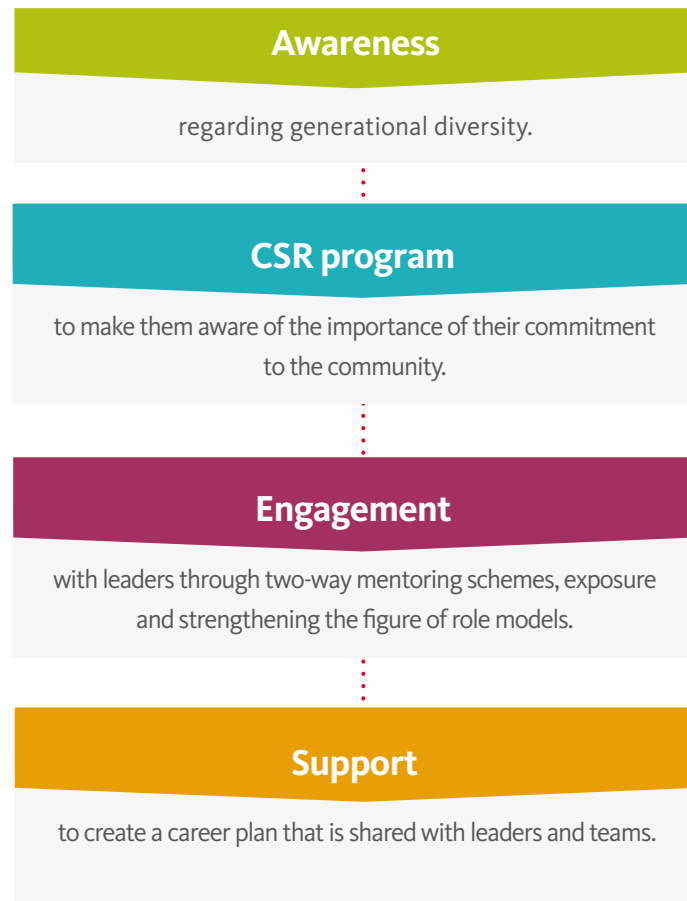 Awareness
regarding generational diversity.
CSR program
to make them aware of the importance of their commitment
to the community.
Engagement
with leaders through two-way mentoring schemes, exposure
and strengthening the figure of role models.
Support
to create a career plan that is shared with leaders and teams.